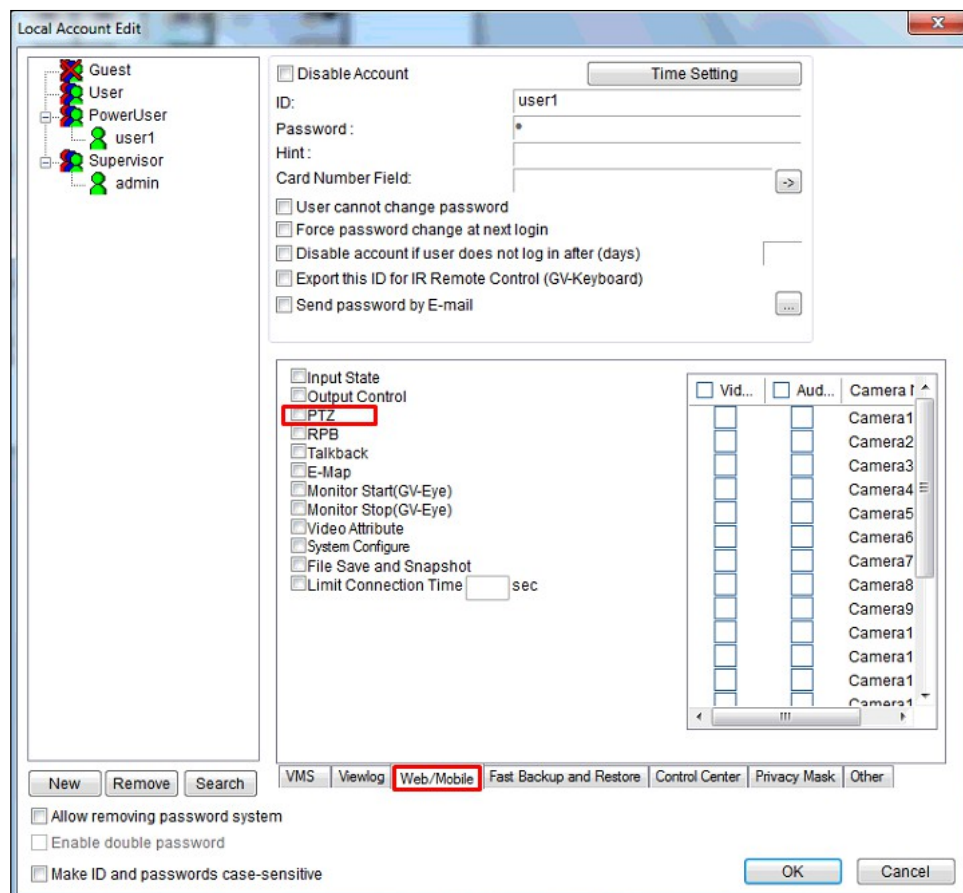 Local Account Edit
x
Guest
User
PowerUser
user1
Supervisor
admin
Disable Account
Time Setting
ID:
user1
Password :
Hint :
Card Number Field:
->
User cannot change password
Force password change at next login
Disable account if user does not log in after (days)
Export this ID for IR Remote Control (GV-Keyboard)
Send password by E-mail
...
Input State
Output Control
PTZ
RPB
Talkback
E-Map
Monitor Start(GV-Eye)
Monitor Stop(GV-Eye)
Video Attribute
System Configure
File Save and Snapshot
Limit Connection Time sec
Vid... Aud... Camera
Camera1
Camera2
Camera3
Camera4
Camera5
Camera6
Camera7
Camera8
Camera9
Camera1
Camera1
Camera1
Camera1
VMS Viewlog Web/Mobile Fast Backup and Restore Control Center Privacy Mask Other
New Remove Search
Allow removing password system
Enable double password
Make ID and passwords case-sensitive
OK Cancel